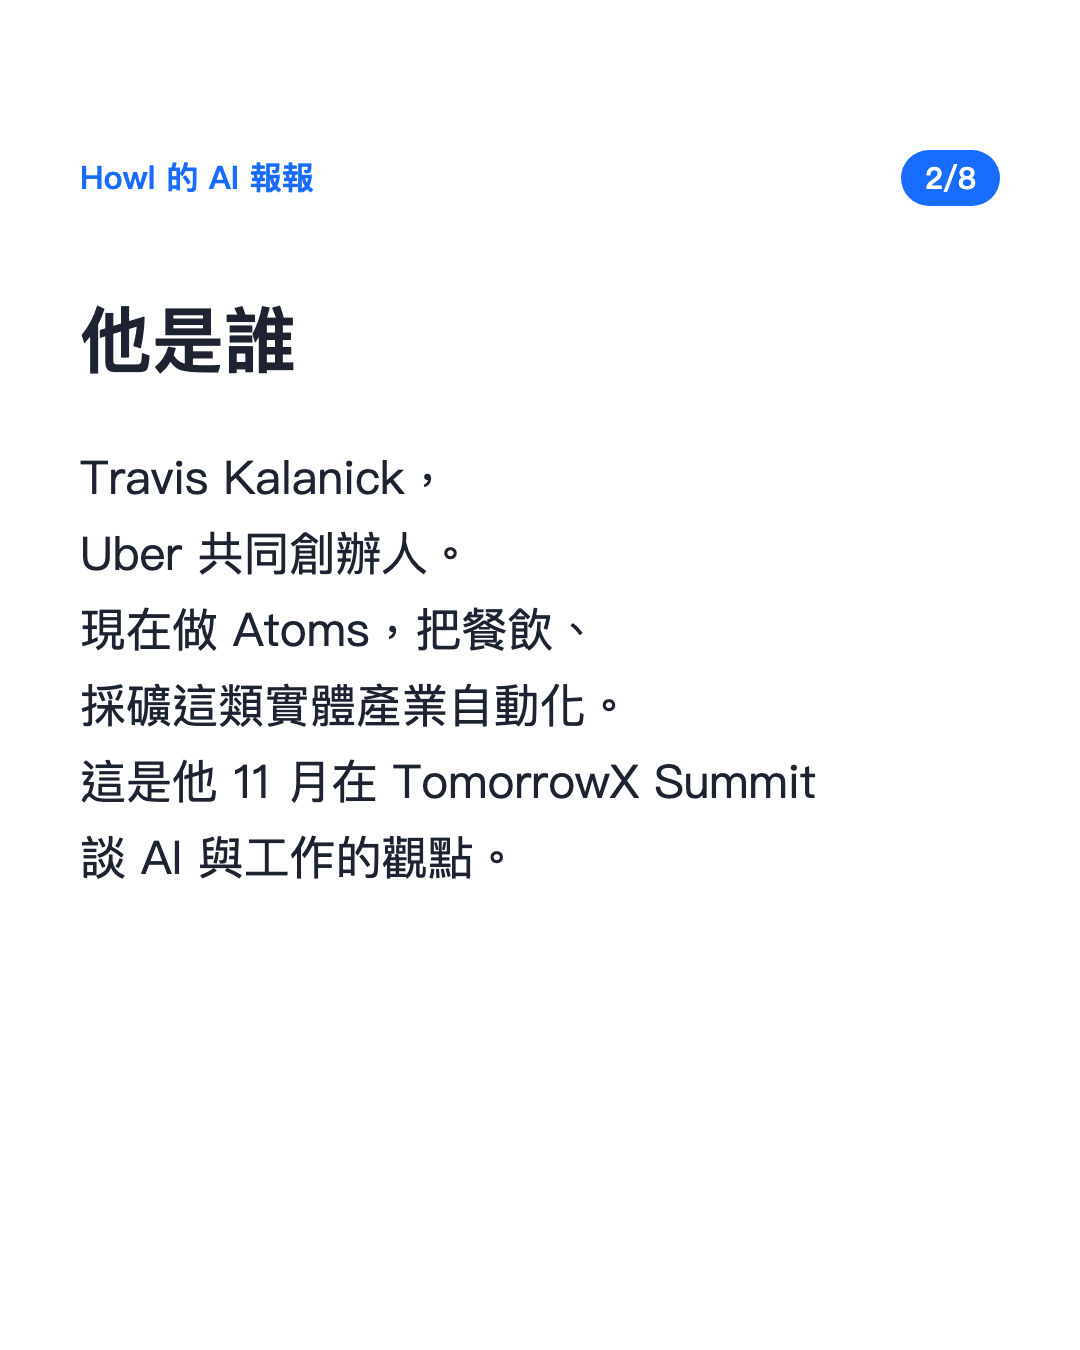 Howl 的 AI 報報
2/8
他是誰
Travis Kalanick，
Uber 共同創辦人。
現在做 Atoms，把餐飲、
採礦這類實體產業自動化。
這是他 11 月在 TomorrowX Summit
談 AI 與工作的觀點。